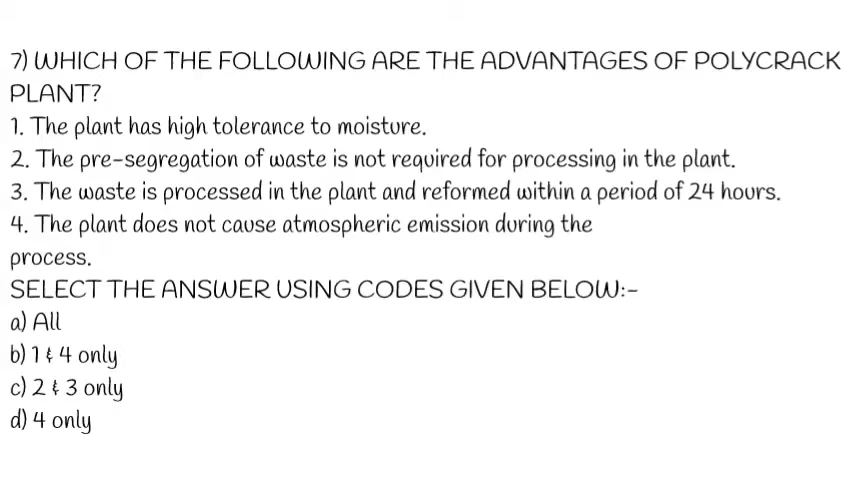 7) WHICH OF THE FOLLOWING ARE THE ADVANTAGES OF POLYCRACK
PLANT?
1. The plant has high tolerance to moisture.
2. The pre-segregation of waste is not required for processing in the plant.
3. The waste is processed in the plant and reformed within a period of 24 hours.
4. The plant does not cause atmospheric emission during the
process.
SELECT THE ANSWER USING CODES GIVEN BELOW:-
a) All
b) 1 & 4 only
c) 2 & 3 only
d) 4 only